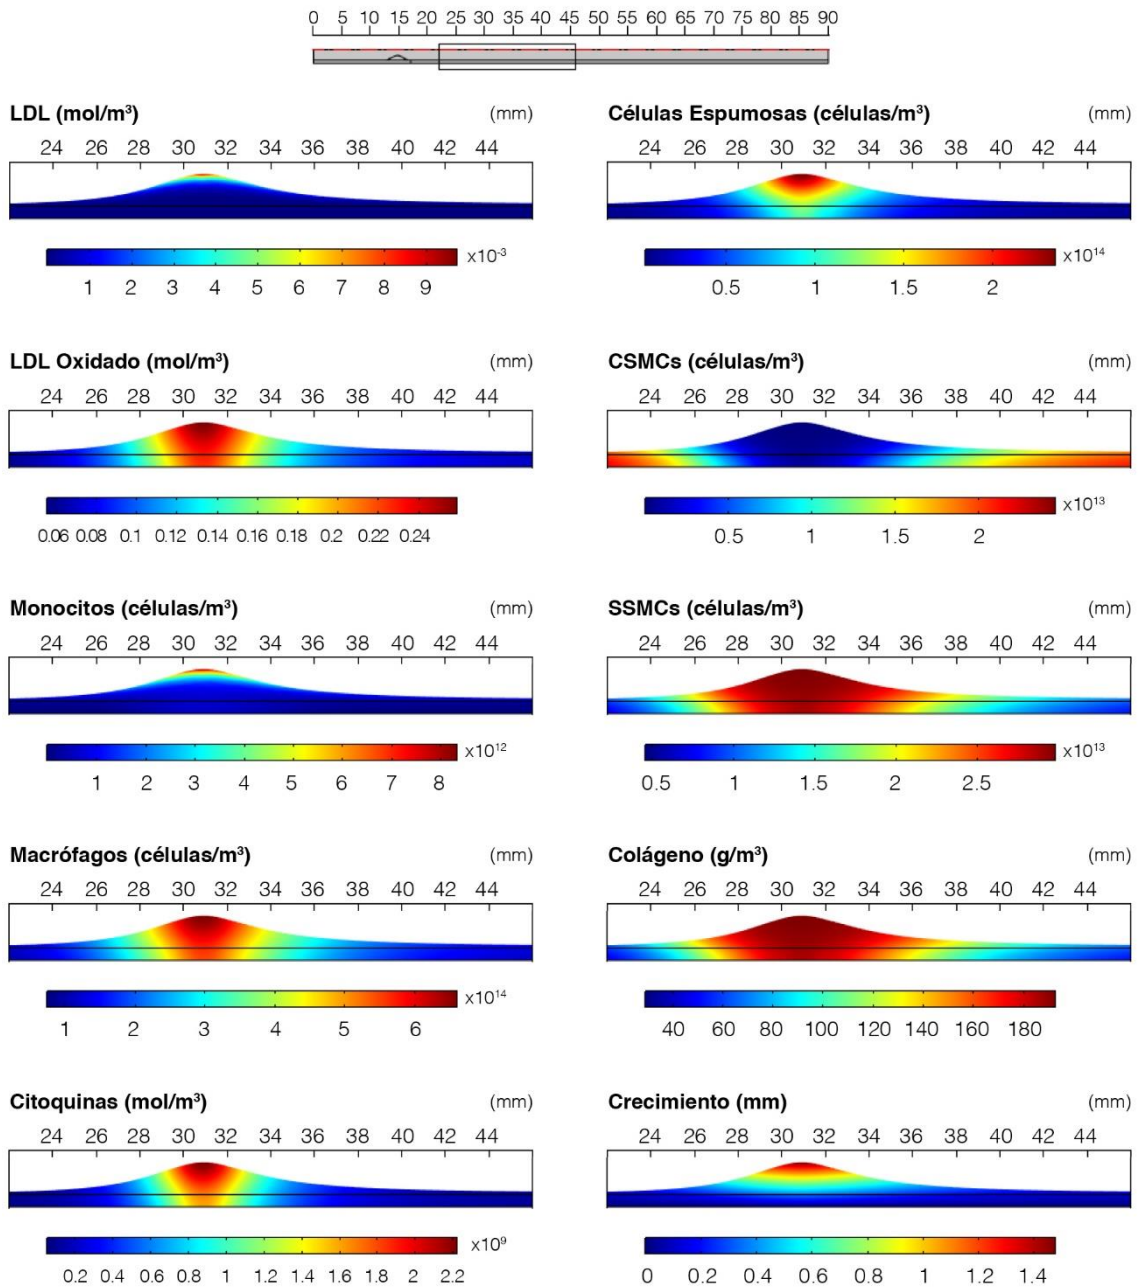 0 5 10 15 20 25 30 35 40 45 50 55 60 65 70 75 80 85 90
LDL (mol/m³) (mm)
24 26 28 30 32 34 36 38 40 42 44
x10⁻³
1 2 3 4 5 6 7 8 9
Células Espumosas (células/m³) (mm)
24 26 28 30 32 34 36 38 40 42 44
x10¹⁴
0.5 1 1.5 2
LDL Oxidado (mol/m³) (mm)
24 26 28 30 32 34 36 38 40 42 44
0.06 0.08 0.1 0.12 0.14 0.16 0.18 0.2 0.22 0.24
CSMCs (células/m³) (mm)
24 26 28 30 32 34 36 38 40 42 44
x10¹³
0.5 1 1.5 2
Monocitos (células/m³) (mm)
24 26 28 30 32 34 36 38 40 42 44
x10¹²
1 2 3 4 5 6 7 8
SSMCs (células/m³) (mm)
24 26 28 30 32 34 36 38 40 42 44
x10¹³
0.5 1 1.5 2 2.5
Macrófagos (células/m³) (mm)
24 26 28 30 32 34 36 38 40 42 44
x10¹⁴
1 2 3 4 5 6
Colágeno (g/m³) (mm)
24 26 28 30 32 34 36 38 40 42 44
40 60 80 100 120 140 160 180
Citoquinas (mol/m³) (mm)
24 26 28 30 32 34 36 38 40 42 44
x10⁹
0.2 0.4 0.6 0.8 1 1.2 1.4 1.6 1.8 2 2.2
Crecimiento (mm) (mm)
24 26 28 30 32 34 36 38 40 42 44
0 0.2 0.4 0.6 0.8 1 1.2 1.4